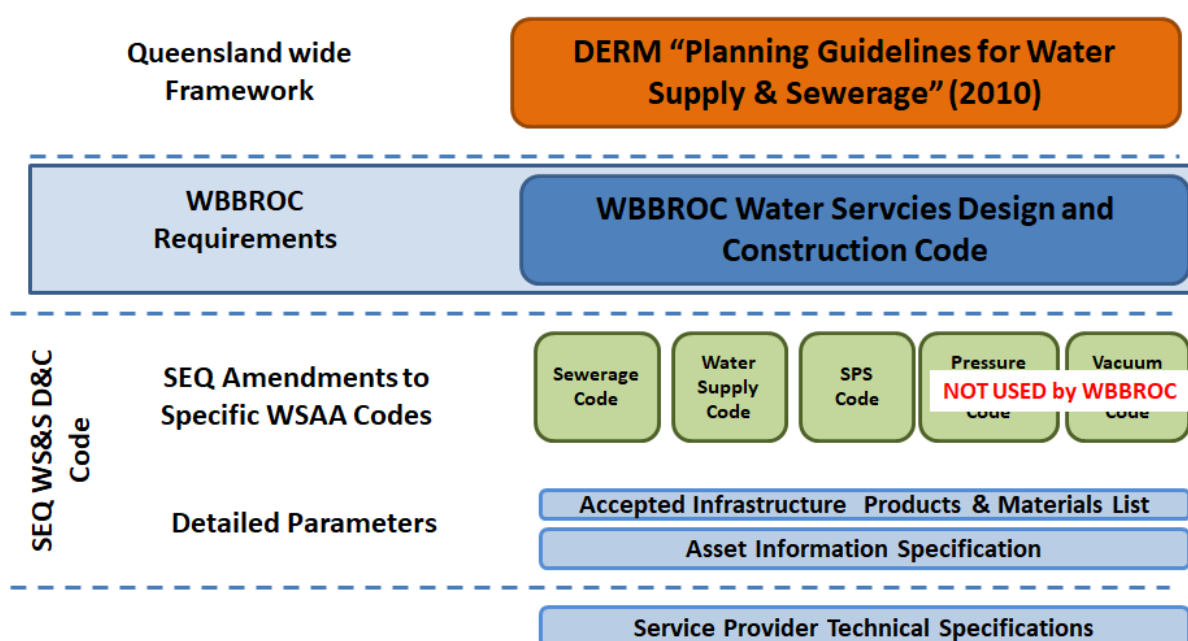 Queensland wide
Framework
DERM “Planning Guidelines for Water
Supply & Sewerage” (2010)
WBBROC
Requirements
WBBROC Water Servcies Design and
Construction Code
SEQ WS&S D&C
Code
SEQ Amendments to
Specific WSAA Codes
Sewerage
Code
Water
Supply
Code
SPS
Code
Pressure
Code
Vacuum
Code
NOT USED by WBBROC
Detailed Parameters
Accepted Infrastructure Products & Materials List
Asset Information Specification
Service Provider Technical Specifications